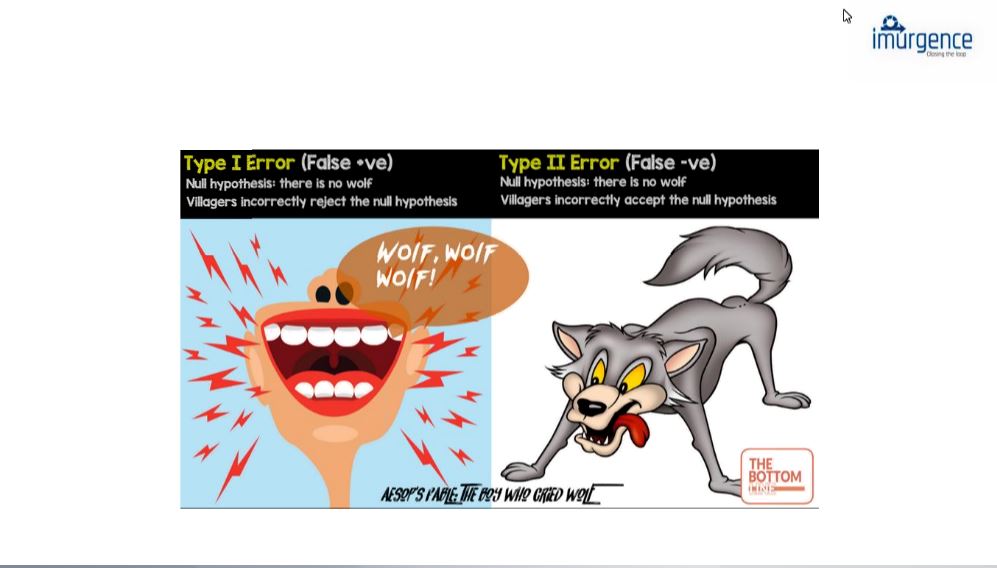 imurgence
Closing the loop
Type I Error (False +ve)
Null hypothesis: there is no wolf
Villagers incorrectly reject the null hypothesis
Type II Error (False -ve)
Null hypothesis: there is no wolf
Villagers incorrectly accept the null hypothesis
WOLF, WOLF
WOLF!
AESOP'S FABLE: THE BOY WHO CRIED WOLF
THE
BOTTOM
LINE